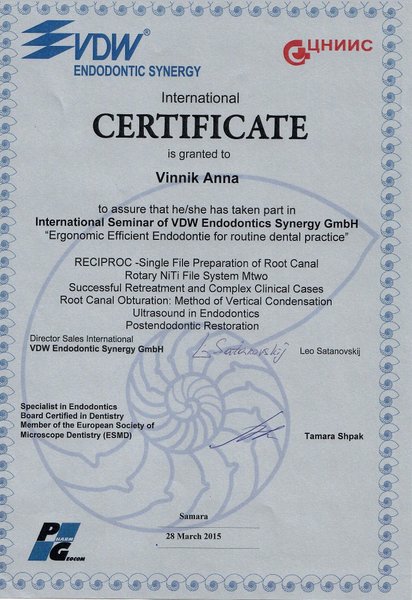 VDW®
ENDODONTIC SYNERGY
ЦНИИС
International
CERTIFICATE
is granted to
Vinnik Anna
to assure that he/she has taken part in
International Seminar of VDW Endodontics Synergy GmbH
“Ergonomic Efficient Endodontie for routine dental practice”
RECIPROC -Single File Preparation of Root Canal
Rotary NiTi File System Mtwo
Successful Retreatment and Complex Clinical Cases
Root Canal Obturation: Method of Vertical Condensation
Ultrasound in Endodontics
Postendodontic Restoration
Director Sales International
VDW Endodontic Synergy GmbH
L. Satanovskij
Leo Satanovskij
Specialist in Endodontics
Board Certified in Dentistry
Member of the European Society of
Microscope Dentistry (ESMD)
Tamara Shpak
Samara
28 March 2015
PHARM
GEOCOM